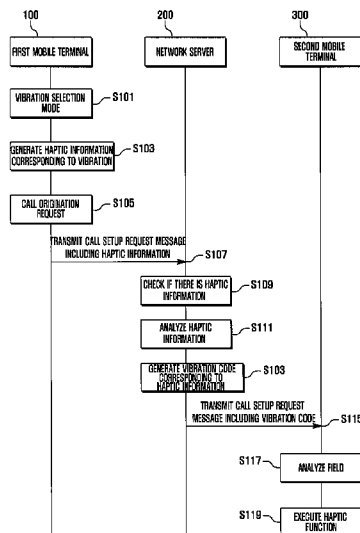 100
200
300
FIRST MOBILE TERMINAL
NETWORK SERVER
SECOND MOBILE
TERMINAL
VIBRATION SELECTION
MODE
S101
GENERATE HAPTIC INFORMATION
CORRESPONDING TO VIBRATION
S103
CALL ORIGINATION
REQUEST
S105
TRANSMIT CALL SETUP REQUEST MESSAGE
INCLUDING HAPTIC INFORMATION
S107
CHECK IF THERE IS HAPTIC
INFORMATION
S109
ANALYZE HAPTIC
INFORMATION
S111
GENERATE VIBRATION CODE
CORRESPONDING TO
HAPTIC INFORMATION
S103
TRANSMIT CALL SETUP REQUEST
MESSAGE INCLUDING VIBRATION CODE
S115
S117
ANALYZE FIELD
S119
EXECUTE HAPTIC
FUNCTION